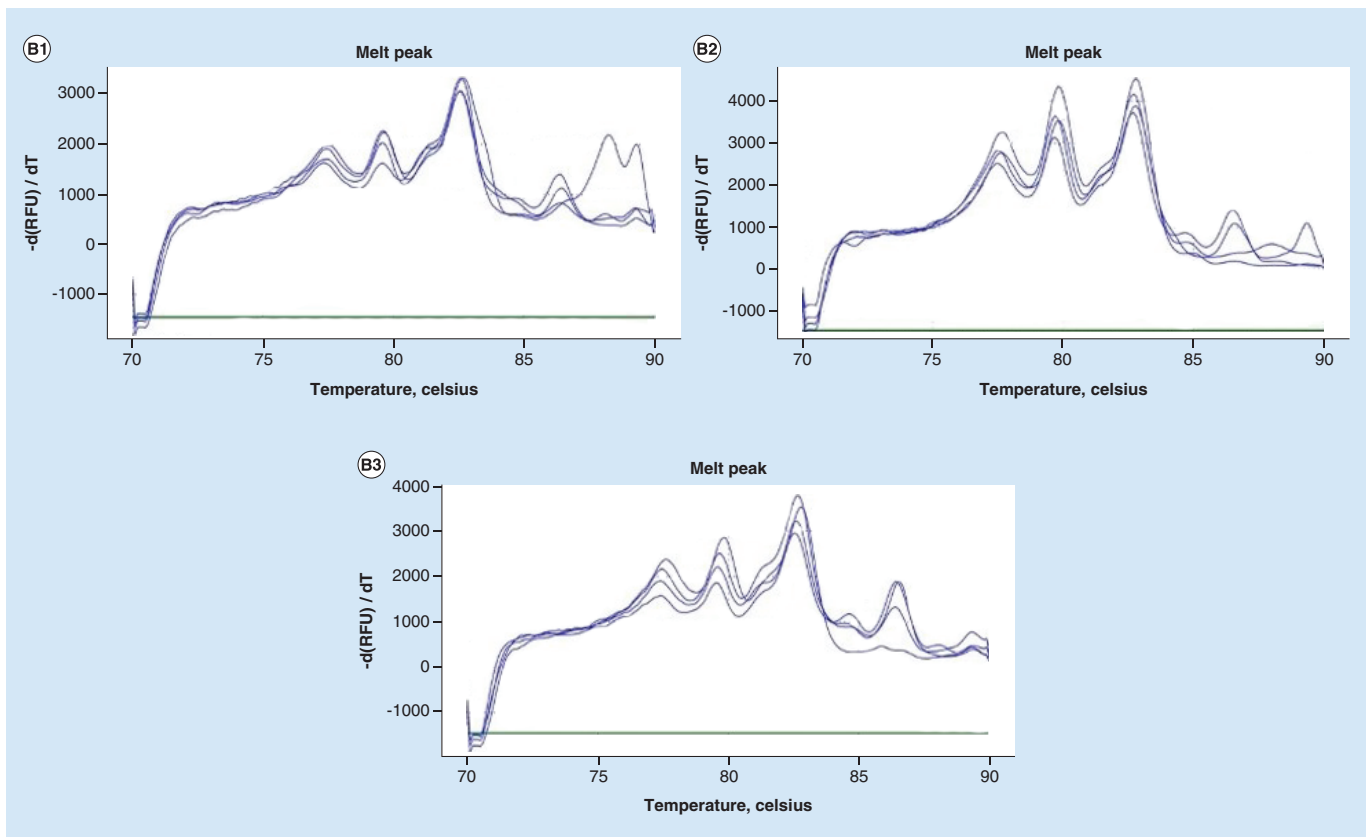 B1
Melt peak
3000
2000
1000
0
-1000
-d(RFU) / dT
70 75 80 85 90
Temperature, celsius
B2
Melt peak
4000
3000
2000
1000
0
-1000
-d(RFU) / dT
70 75 80 85 90
Temperature, celsius
B3
Melt peak
4000
3000
2000
1000
0
-1000
-d(RFU) / dT
70 75 80 85 90
Temperature, celsius